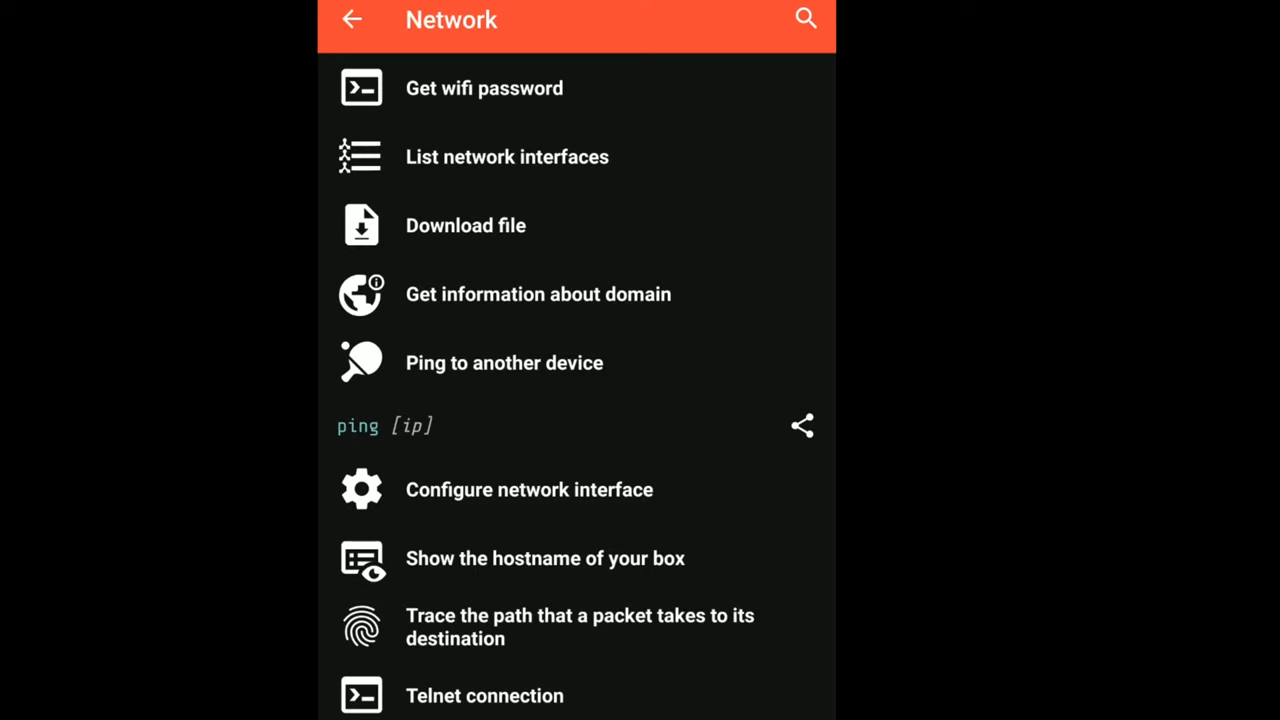 Network
Get wifi password
List network interfaces
Download file
Get information about domain
Ping to another device
ping [ip]
Configure network interface
Show the hostname of your box
Trace the path that a packet takes to its
destination
Telnet connection